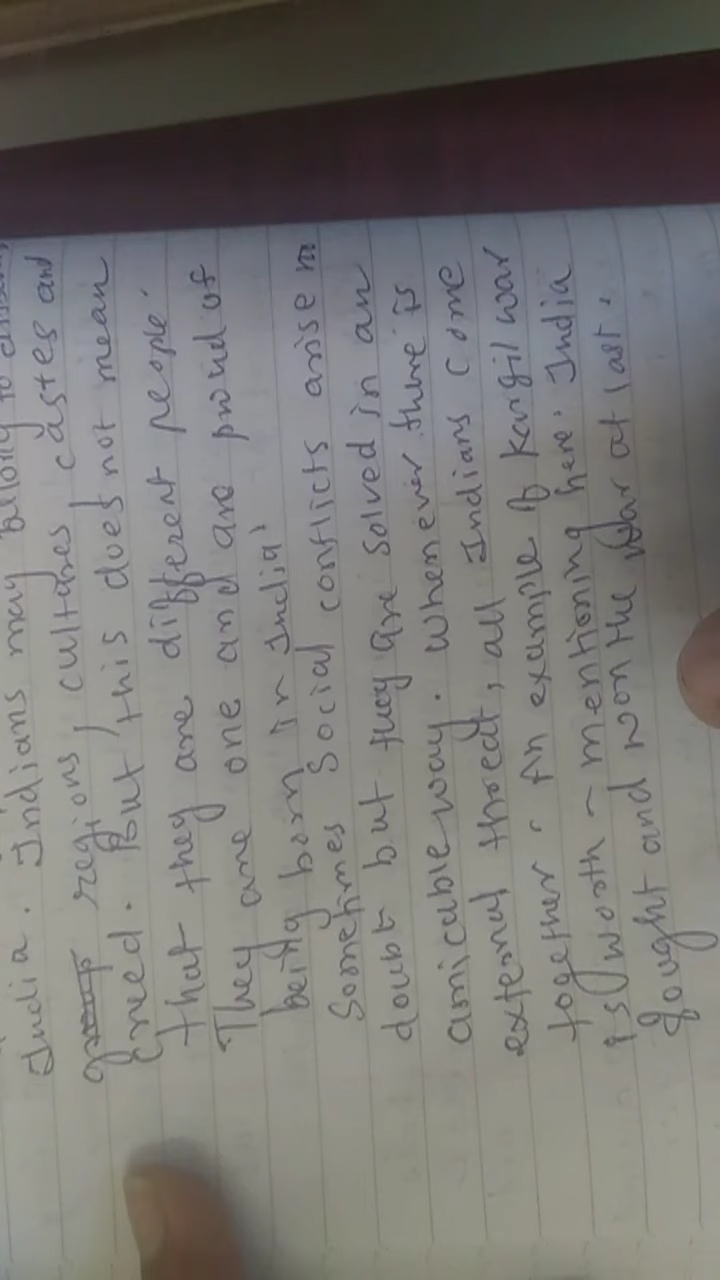 India. Indians may belong to
regions, cultures castes and
Creed. But this does not mean
that they are different people.
They are one and are proud of
being born in India.
Sometimes Social conflicts arise no
doubt but they are solved in an
amicable way. Whenever there is
external threat, all Indians come
together. An example of Kargil war
is worth - mentioning here. India
fought and won the war at last.